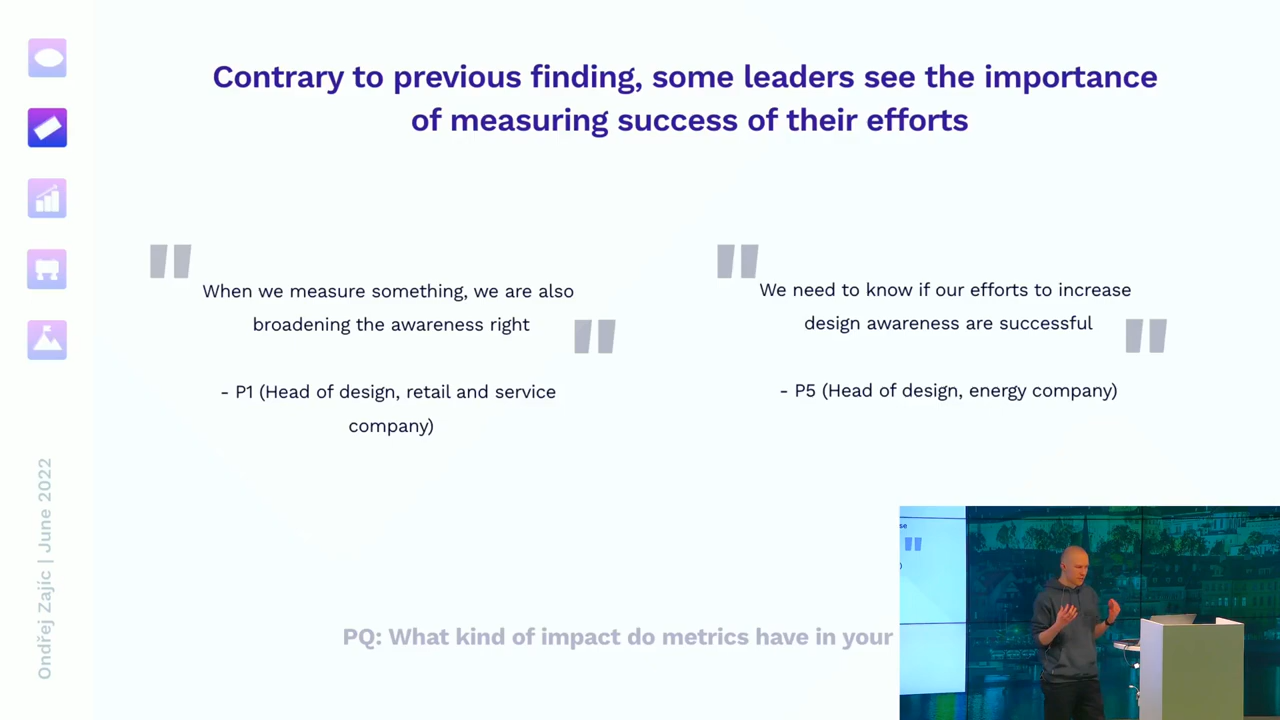 Contrary to previous finding, some leaders see the importance
of measuring success of their efforts
"
When we measure something, we are also
broadening the awareness right
"
- P1 (Head of design, retail and service
company)
"
We need to know if our efforts to increase
design awareness are successful
"
- P5 (Head of design, energy company)
PQ: What kind of impact do metrics have in your
Ondřej Zajíc | June 2022